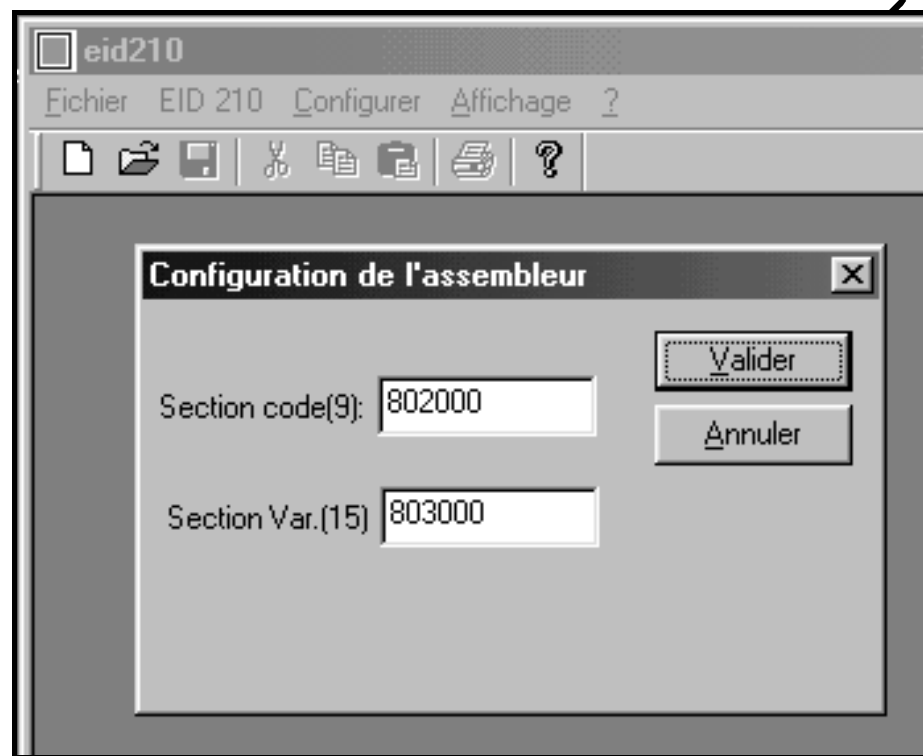 eid210
Fichier EID 210 Configurer Affichage ?
Configuration de l'assembleur
Valider
Section code(9): 802000
Annuler
Section Var.(15) 803000